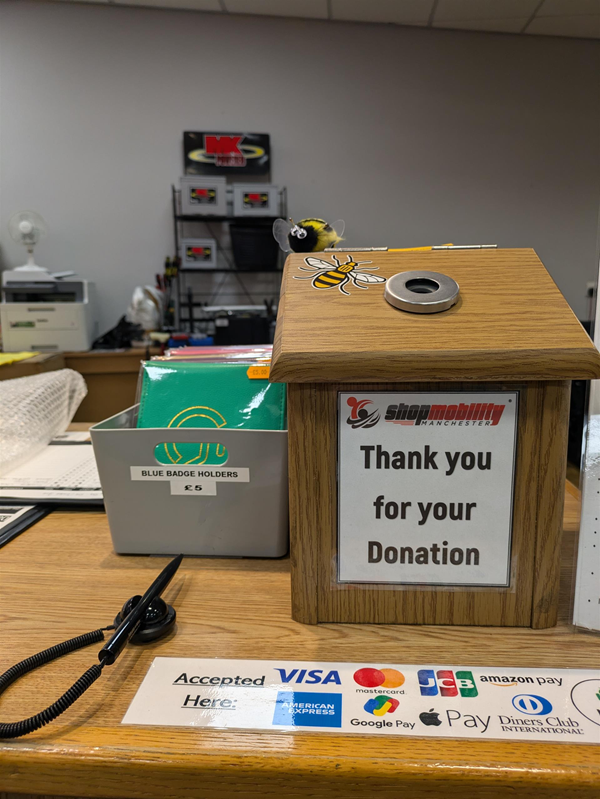 MK
BLUE BADGE HOLDERS
£5
shopmobility
MANCHESTER
Thank you
for your
Donation
Accepted
Here:
VISA
mastercard
JCB
amazon pay
AMERICAN
EXPRESS
Google Pay
Pay
Diners Club
INTERNATIONAL